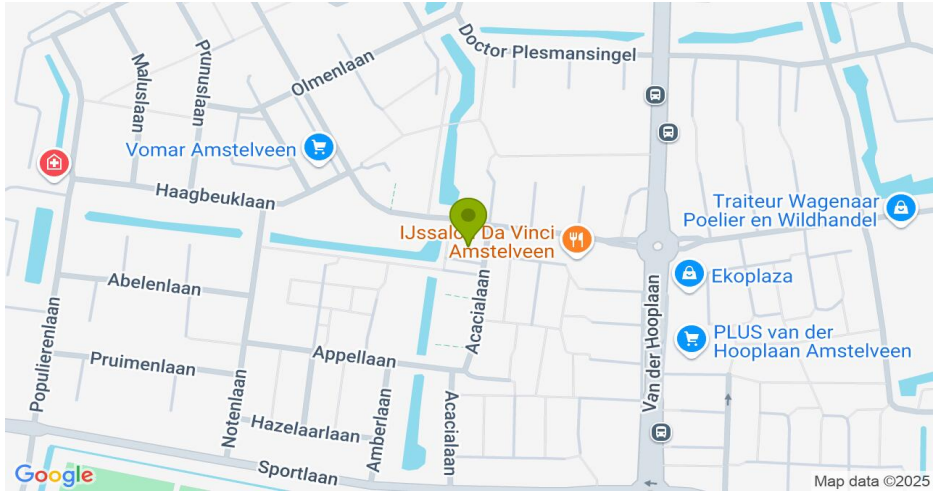 Doctor Plesmansingel
Prunuslaan
Maluslaan
Olmenlaan
Vomar Amstelveen
Haagbeuklaan
Traiteur Wagenaar
Poelier en Wildhandel
IJssalon Da Vinci
Amstelveen
Ekoplaza
Abelenlaan
Acacialaan
Van der Hooplaan
PLUS van der
Hooplaan Amstelveen
Populierenlaan
Pruimenlaan
Appellaan
Notenlaan
Hazelaarlaan
Amberlaan
Acacialaan
Sportlaan
Google
Map data ©2025